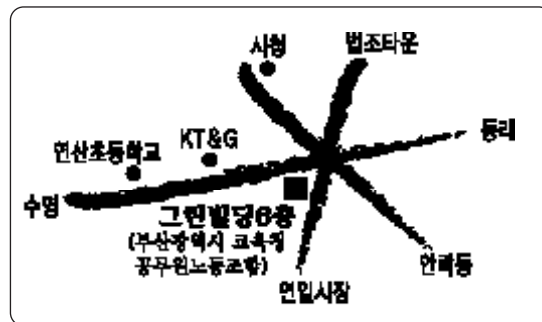 시청
법조타운
동래
KT&G
연산초등학교
수영
그린빌딩6층
(부산광역시 교육청
공무원노동조합)
안락동
연일시장